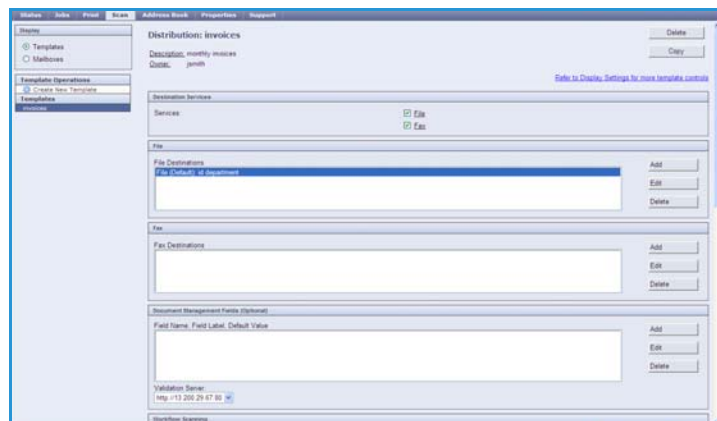 Status Jobs Print Scan Address Book Properties Support
Display
Templates
Mailboxes
Template Operations
Create New Template
Templates
invoices
Distribution: invoices
Description: monthly invoices
Owner: jsmith
Delete
Copy
Refer to Display Settings for more template controls
Destination Services
Services
File
Fax
File
File Destinations
File (Default): id department
Add
Edit
Delete
Fax
Fax Destinations
Add
Edit
Delete
Document Management Fields (Optional)
Field Name, Field Label, Default Value
Add
Edit
Delete
Validation Server:
Workflow Scanning